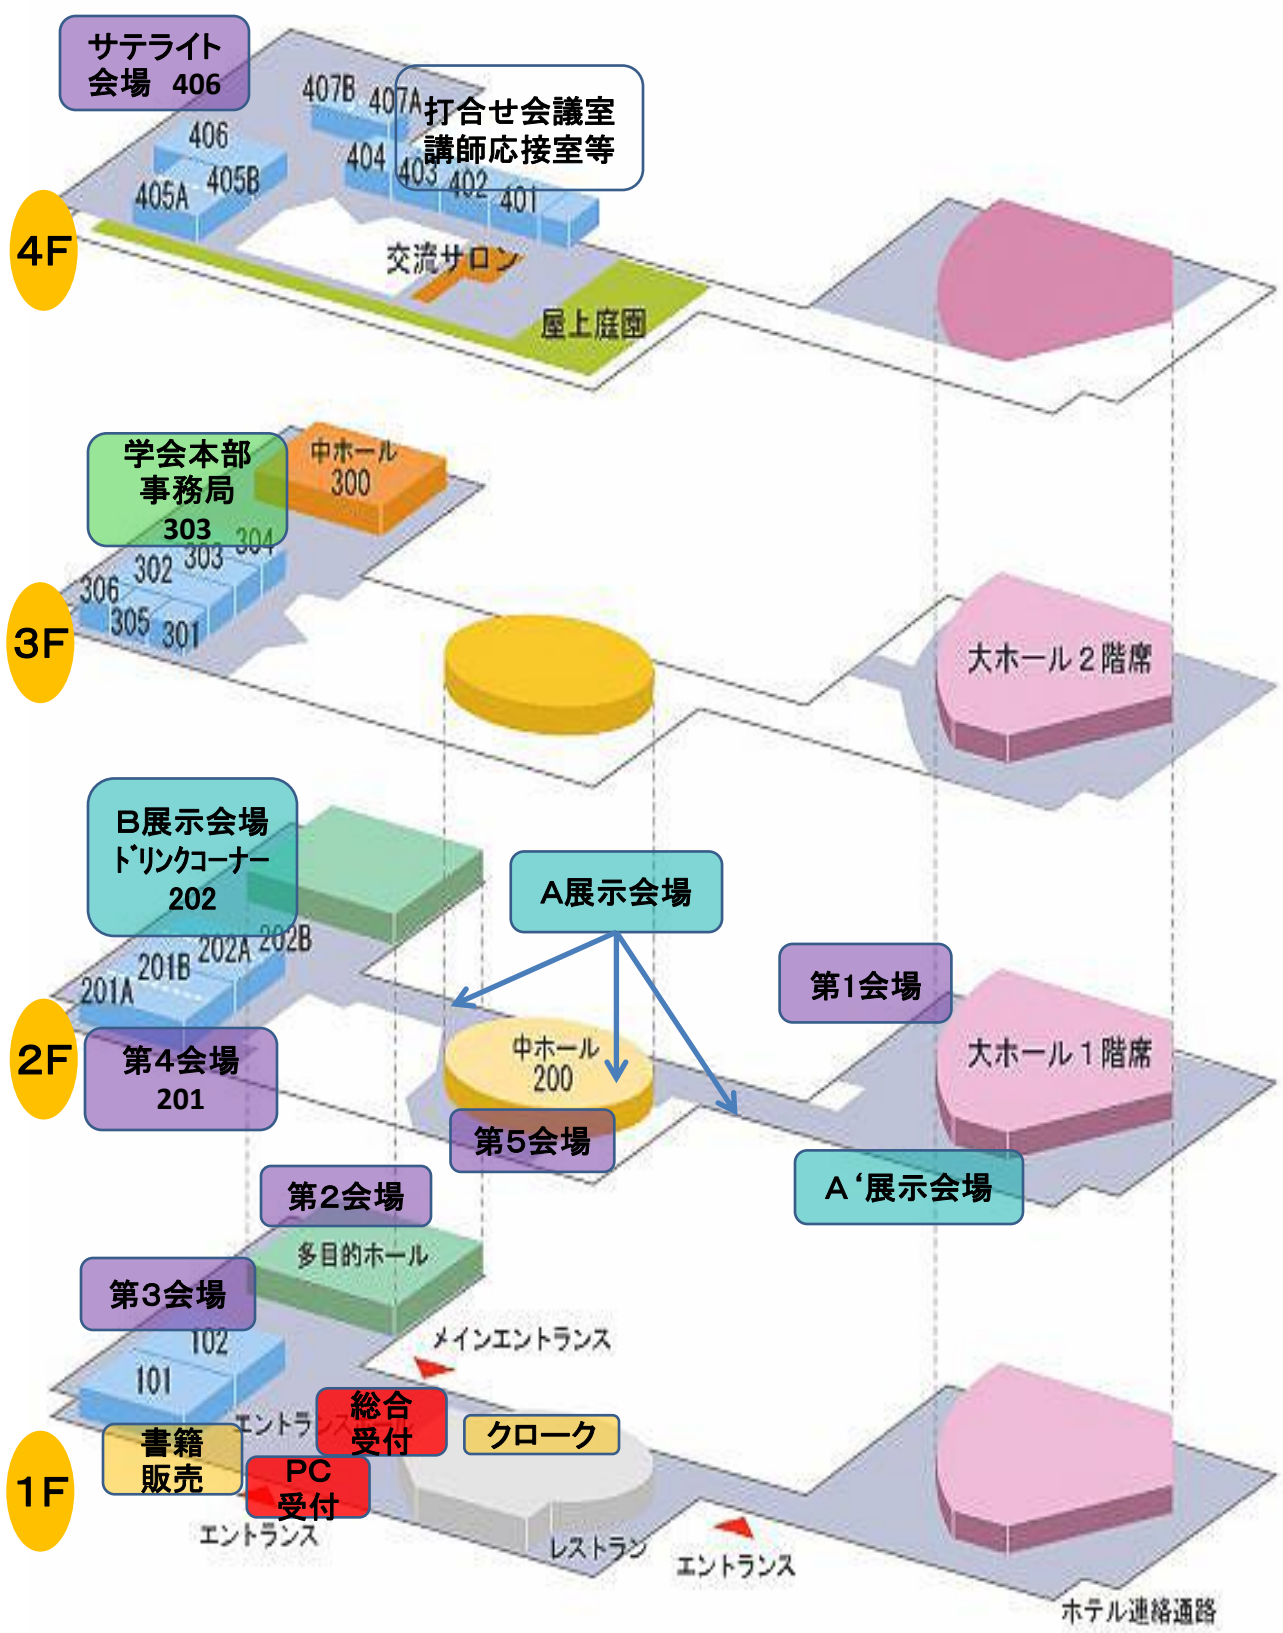 サテライト
会場 406
407B
407A
打合せ会議室
講師応接室等
406
404
403
402
401
405A
405B
4F
交流サロン
屋上庭園
学会本部
事務局
303
中ホール
300
304
303
302
306
305
301
3F
大ホール2階席
B展示会場
ドリンクコーナー
202
A展示会場
202B
202A
201B
201A
第1会場
2F
第4会場
201
中ホール
200
大ホール1階席
第5会場
A‘展示会場
第2会場
多目的ホール
第3会場
102
101
メインエントランス
エントランスホール
総合
受付
クローク
書籍
販売
PC
受付
1F
エントランス
レストラン
エントランス
ホテル連絡通路